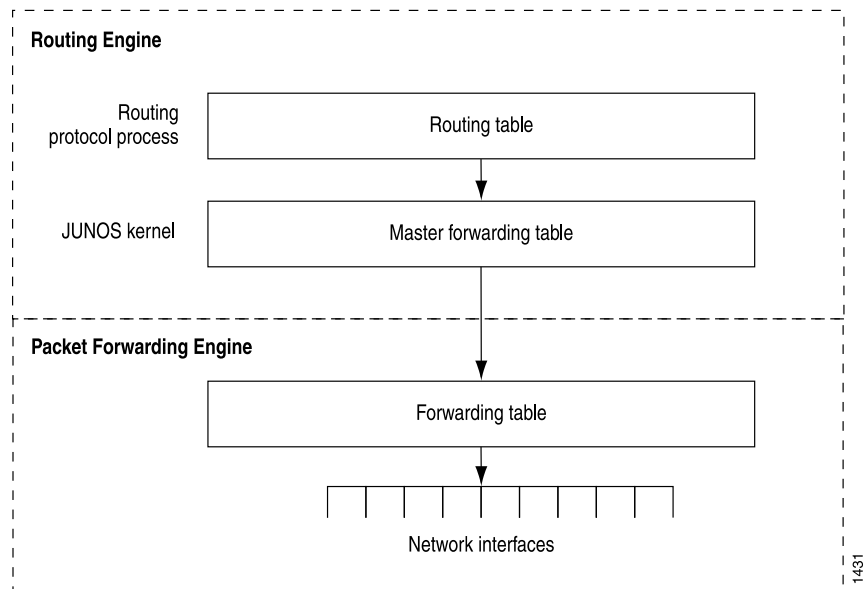 Routing Engine
Routing
protocol process
Routing table
JUNOS kernel
Master forwarding table
Packet Forwarding Engine
Forwarding table
Network interfaces
1431